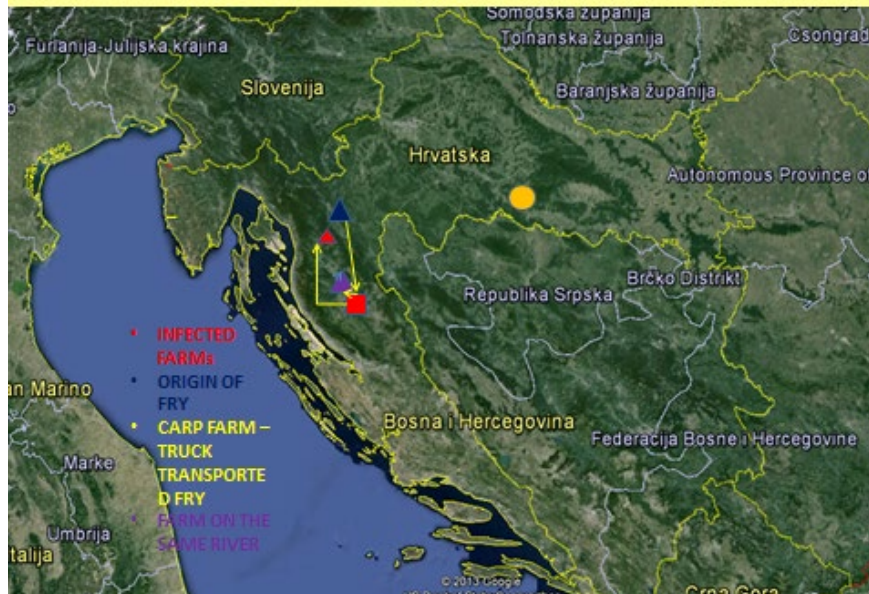 Somodska županija
Tolnanska županija
Csongrad
Furlanija-Julijska krajina
Slovenija
Baranjska županija
Hrvatska
Autonomous Province of
Brčko Distrikt
Republika Srpska
• INFECTED
FARMs
• ORIGIN OF
FRY
• CARP FARM –
TRUCK
TRANSPORTE
D FRY
• FARM ON THE
SAME RIVER
an Marino
Bosna i Hercegovina
Federacija Bosne i Hercegovine
Marke
Umbrija
talija
© 2013 Google
Crna Gora